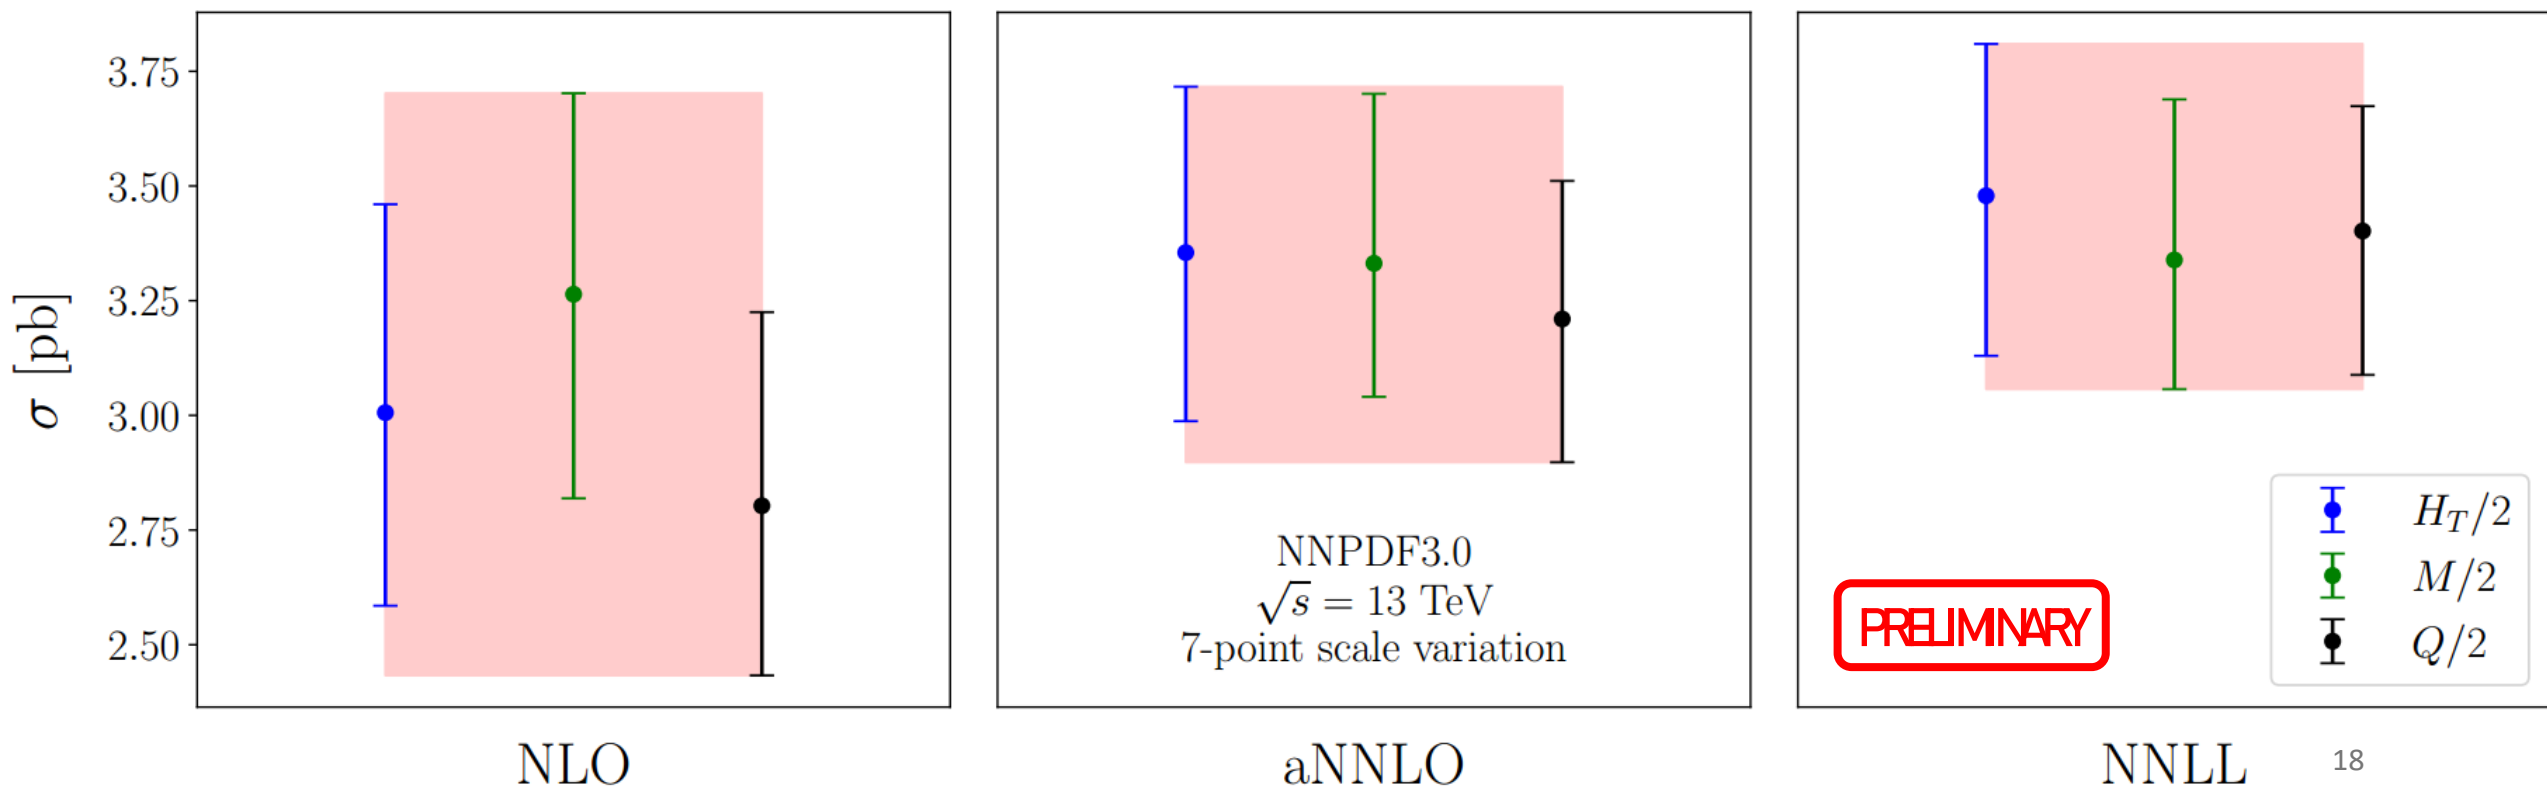 σ [pb]
3.75
3.50
3.25
3.00
2.75
2.50
NNPDF3.0
√s = 13 TeV
7-point scale variation
PRELIMINARY
H_T/2
M/2
Q/2
NLO
aNNLO
NNLL
18